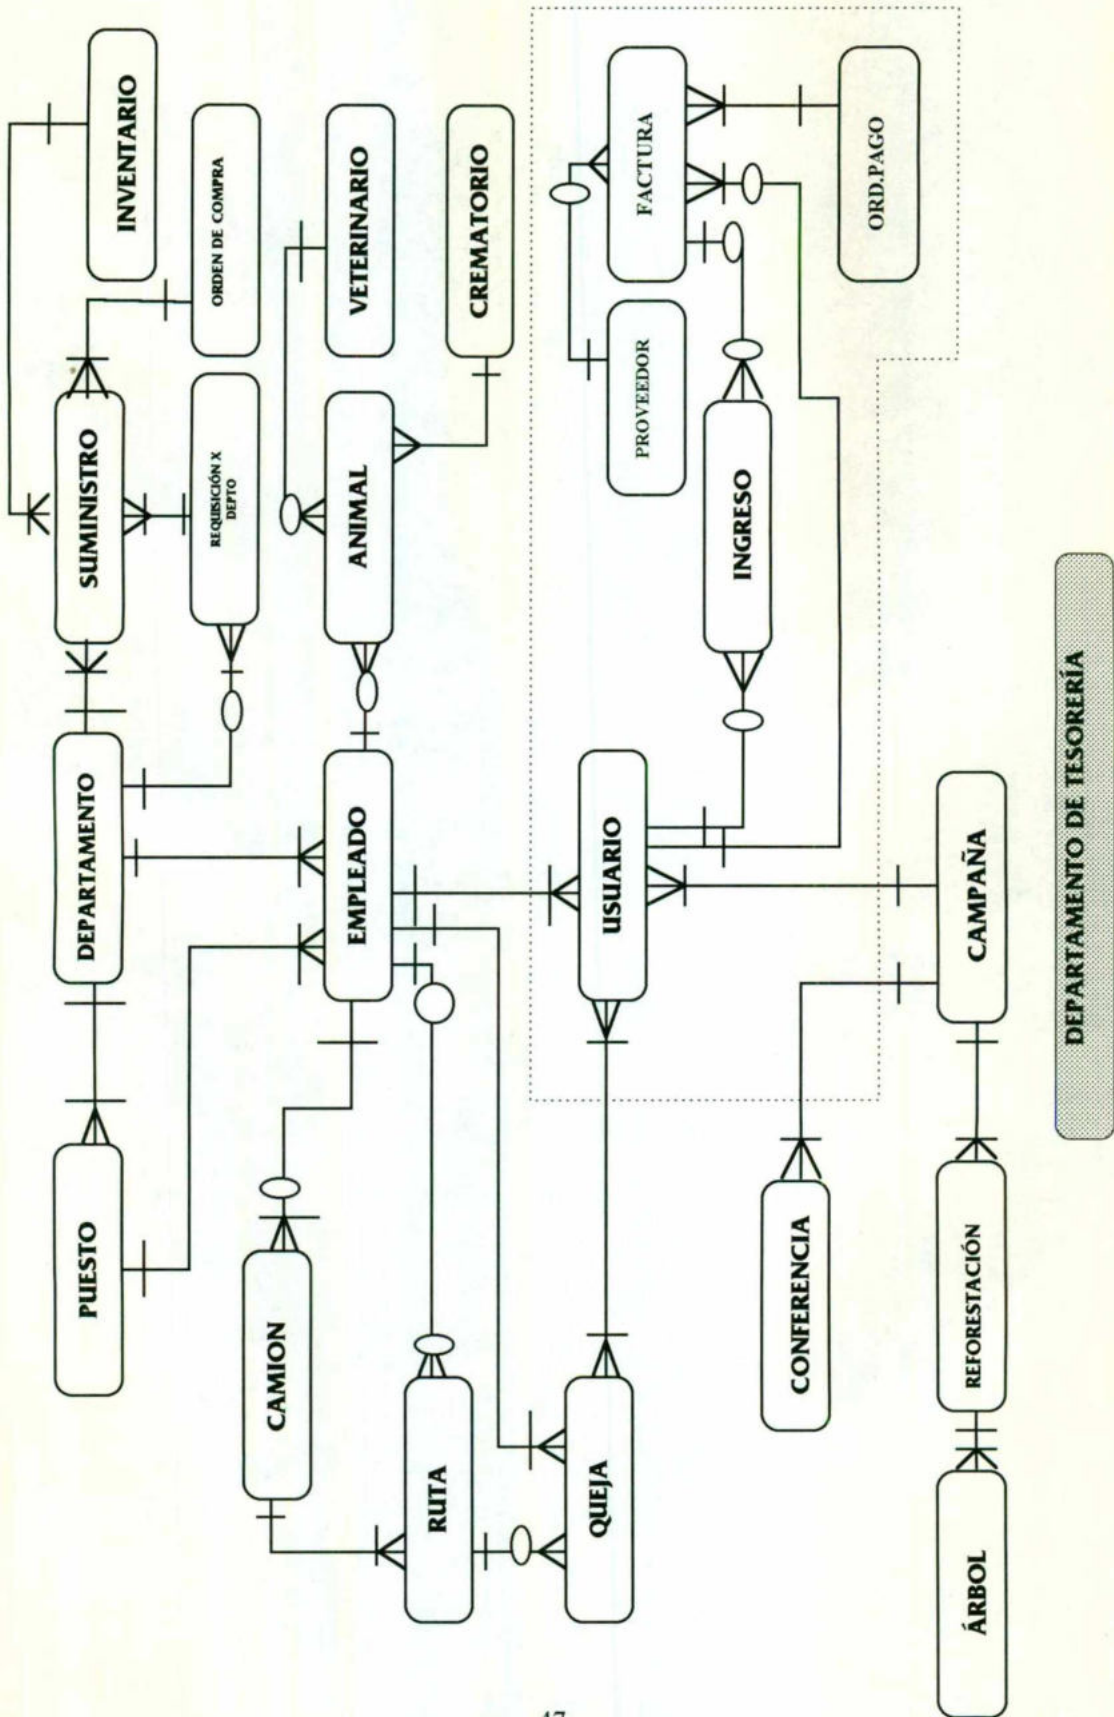 PUESTO
DEPARTAMENTO
SUMINISTRO
INVENTARIO
REQUISICIÓN X
DEPTO
ORDEN DE COMPRA
CAMION
EMPLEADO
ANIMAL
VETERINARIO
RUTA
CREMATORIO
QUEJA
USUARIO
PROVEEDOR
FACTURA
INGRESO
CONFERENCIA
ORD.PAGO
ÁRBOL
REFORESTACIÓN
CAMPAÑA
DEPARTAMENTO DE TESORERÍA